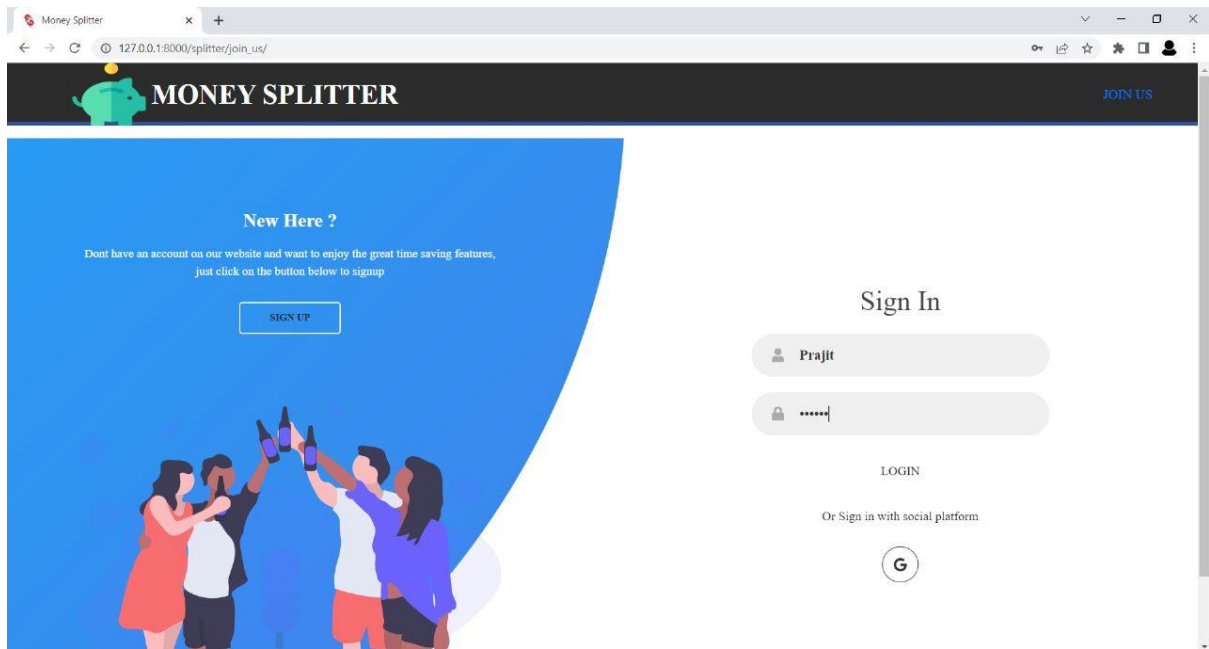 Money Splitter
127.0.0.1:8000/splitter/join_us/
MONEY SPLITTER
JOIN US
New Here ?
Dont have an account on our website and want to enjoy the great time saving features,
just click on the button below to signup
SIGN UP
Sign In
Prajit
••••••
LOGIN
Or Sign in with social platform
G